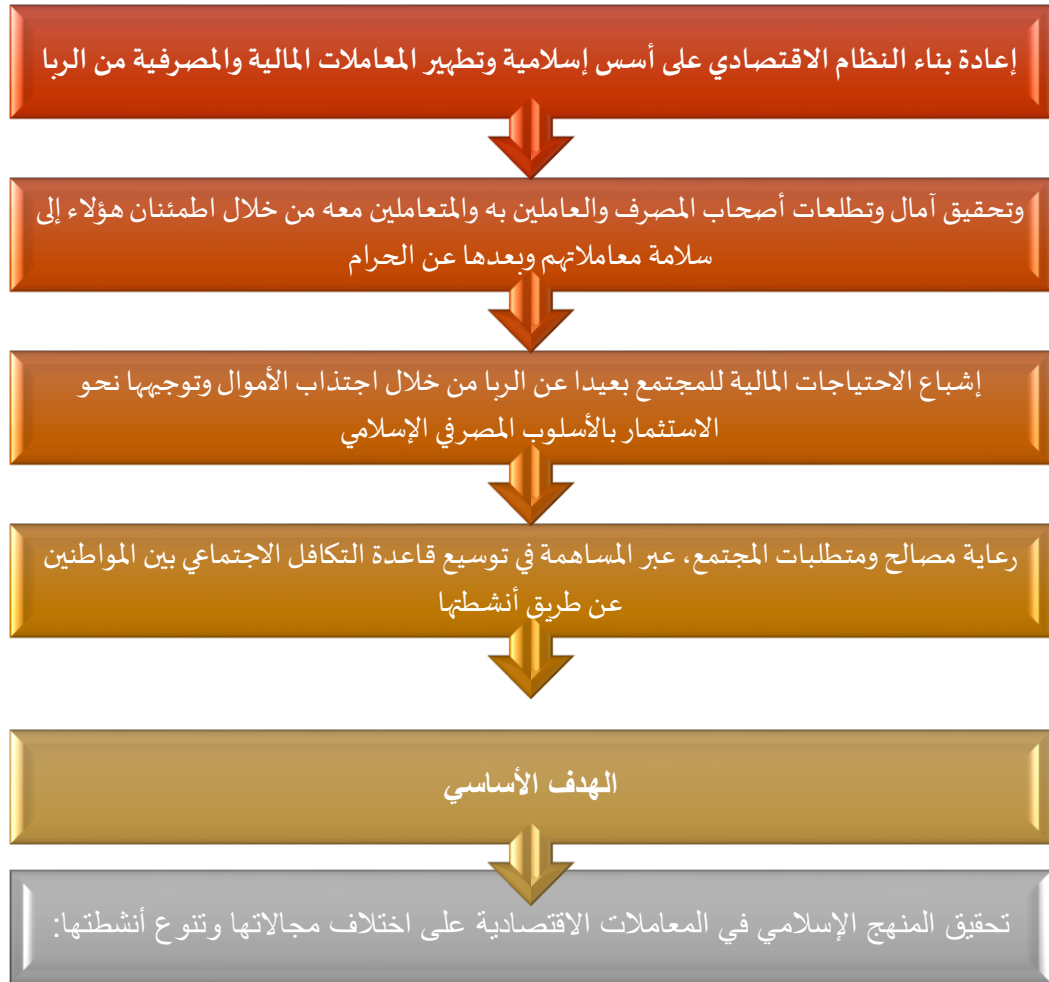 إعادة بناء النظام الاقتصادي على أسس إسلامية وتطهير المعاملات المالية والمصرفية من الربا
وتحقيق آمال وتطلعات أصحاب المصرف والعاملين به والمتعاملين معه من خلال اطمئنان هؤلاء إلى
سلامة معاملاتهم وبعدها عن الحرام
إشباع الاحتياجات المالية للمجتمع بعيدا عن الربا من خلال اجتذاب الأموال وتوجيهها نحو
الاستثمار بالأسلوب المصرفي الإسلامي
رعاية مصالح ومتطلبات المجتمع، عبر المساهمة في توسيع قاعدة التكافل الاجتماعي بين المواطنين
عن طريق أنشطتها
الهدف الأساسي
تحقيق المنهج الإسلامي في المعاملات الاقتصادية على اختلاف مجالاتها وتنوع أنشطتها: